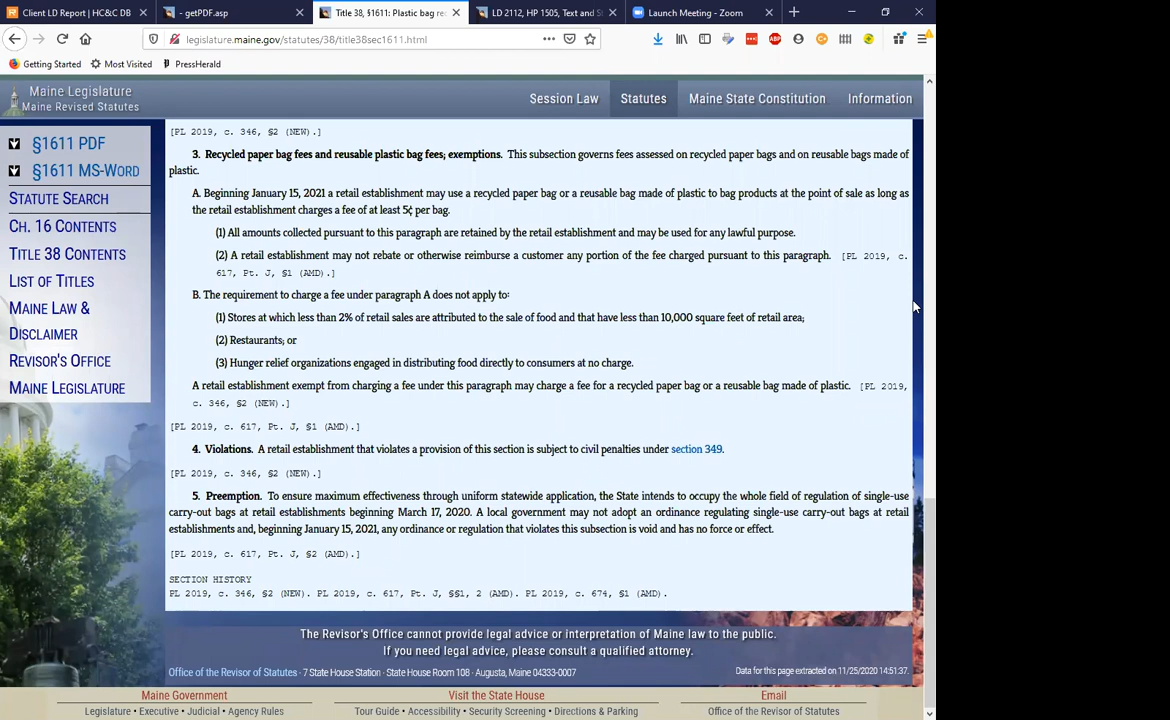 Client LD Report | HC&C DB
- getPDF.asp
Title 38, §1611: Plastic bag re
LD 2112, HP 1505, Text and S
Launch Meeting - Zoom
legislature.maine.gov/statutes/38/title38sec1611.html
ABP
Getting Started
Most Visited
PressHerald
Maine Legislature
Maine Revised Statutes
Session Law
Statutes
Maine State Constitution
Information
§1611 PDF
§1611 MS-Word
Statute Search
Ch. 16 Contents
Title 38 Contents
List of Titles
Maine Law &
Disclaimer
Revisor's Office
Maine Legislature
[PL 2019, c. 346, §2 (NEW).]
3. Recycled paper bag fees and reusable plastic bag fees; exemptions. This subsection governs fees assessed on recycled paper bags and on reusable bags made of
plastic.
A. Beginning January 15, 2021 a retail establishment may use a recycled paper bag or a reusable bag made of plastic to bag products at the point of sale as long as
the retail establishment charges a fee of at least 5¢ per bag.
(1) All amounts collected pursuant to this paragraph are retained by the retail establishment and may be used for any lawful purpose.
(2) A retail establishment may not rebate or otherwise reimburse a customer any portion of the fee charged pursuant to this paragraph. [PL 2019, c.
617, Pt. J, §1 (AMD).]
B. The requirement to charge a fee under paragraph A does not apply to:
(1) Stores at which less than 2% of retail sales are attributed to the sale of food and that have less than 10,000 square feet of retail area;
(2) Restaurants; or
(3) Hunger relief organizations engaged in distributing food directly to consumers at no charge.
A retail establishment exempt from charging a fee under this paragraph may charge a fee for a recycled paper bag or a reusable bag made of plastic. [PL 2019,
c. 346, §2 (NEW).]
[PL 2019, c. 617, Pt. J, §1 (AMD).]
4. Violations. A retail establishment that violates a provision of this section is subject to civil penalties under section 349.
[PL 2019, c. 346, §2 (NEW).]
5. Preemption. To ensure maximum effectiveness through uniform statewide application, the State intends to occupy the whole field of regulation of single-use
carry-out bags at retail establishments beginning March 17, 2020. A local government may not adopt an ordinance regulating single-use carry-out bags at retail
establishments and, beginning January 15, 2021, any ordinance or regulation that violates this subsection is void and has no force or effect.
[PL 2019, c. 617, Pt. J, §2 (AMD).]
SECTION HISTORY
PL 2019, c. 346, §2 (NEW). PL 2019, c. 617, Pt. J, §§1, 2 (AMD). PL 2019, c. 674, §1 (AMD).
The Revisor's Office cannot provide legal advice or interpretation of Maine law to the public.
If you need legal advice, please consult a qualified attorney.
Office of the Revisor of Statutes · 7 State House Station · State House Room 108 · Augusta, Maine 04333-0007
Data for this page extracted on 11/25/2020 14:51:37.
Maine Government
Visit the State House
Email
Legislature • Executive • Judicial • Agency Rules
Tour Guide • Accessibility • Security Screening • Directions & Parking
Office of the Revisor of Statutes